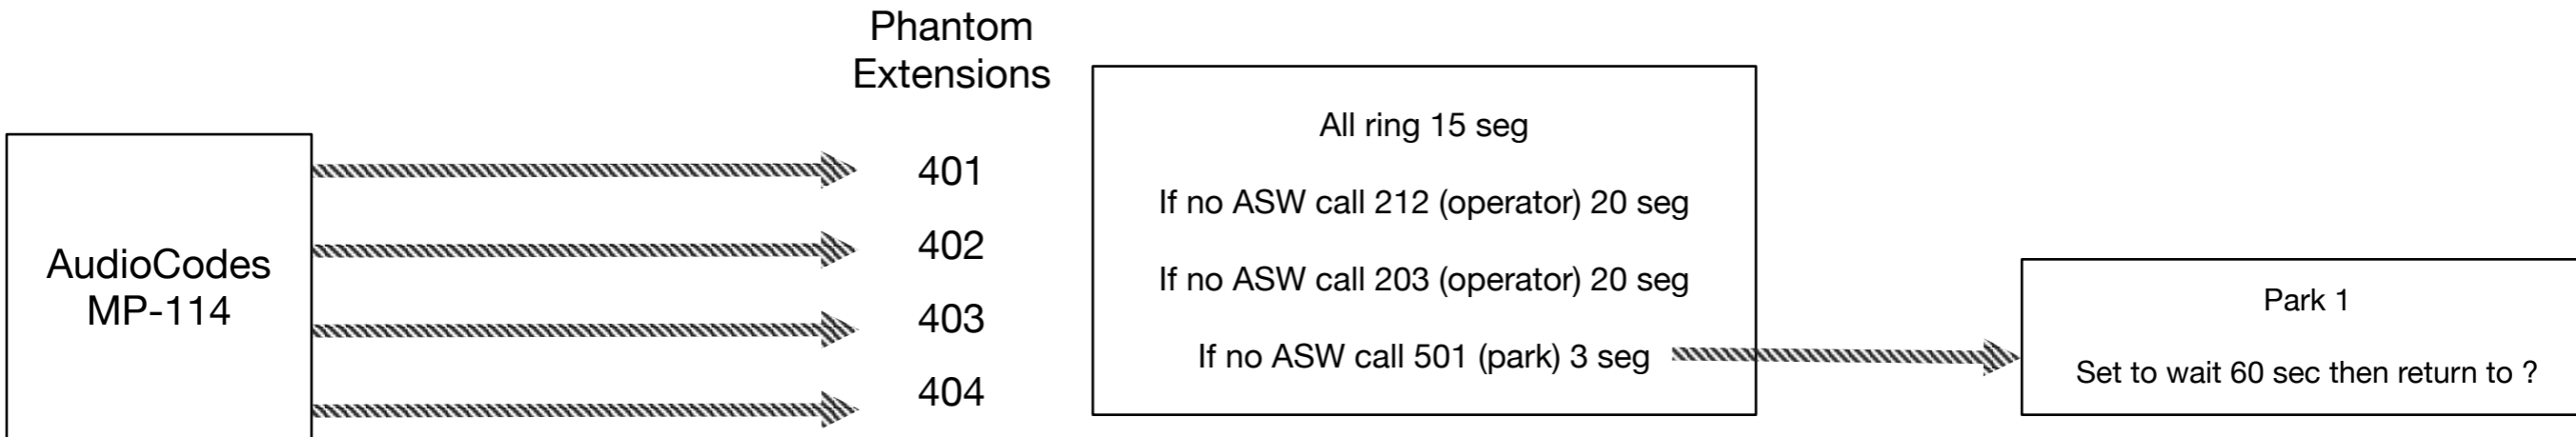 Phantom
Extensions
AudioCodes
MP-114
401
402
403
404
All ring 15 seg
If no ASW call 212 (operator) 20 seg
If no ASW call 203 (operator) 20 seg
If no ASW call 501 (park) 3 seg
Park 1
Set to wait 60 sec then return to ?